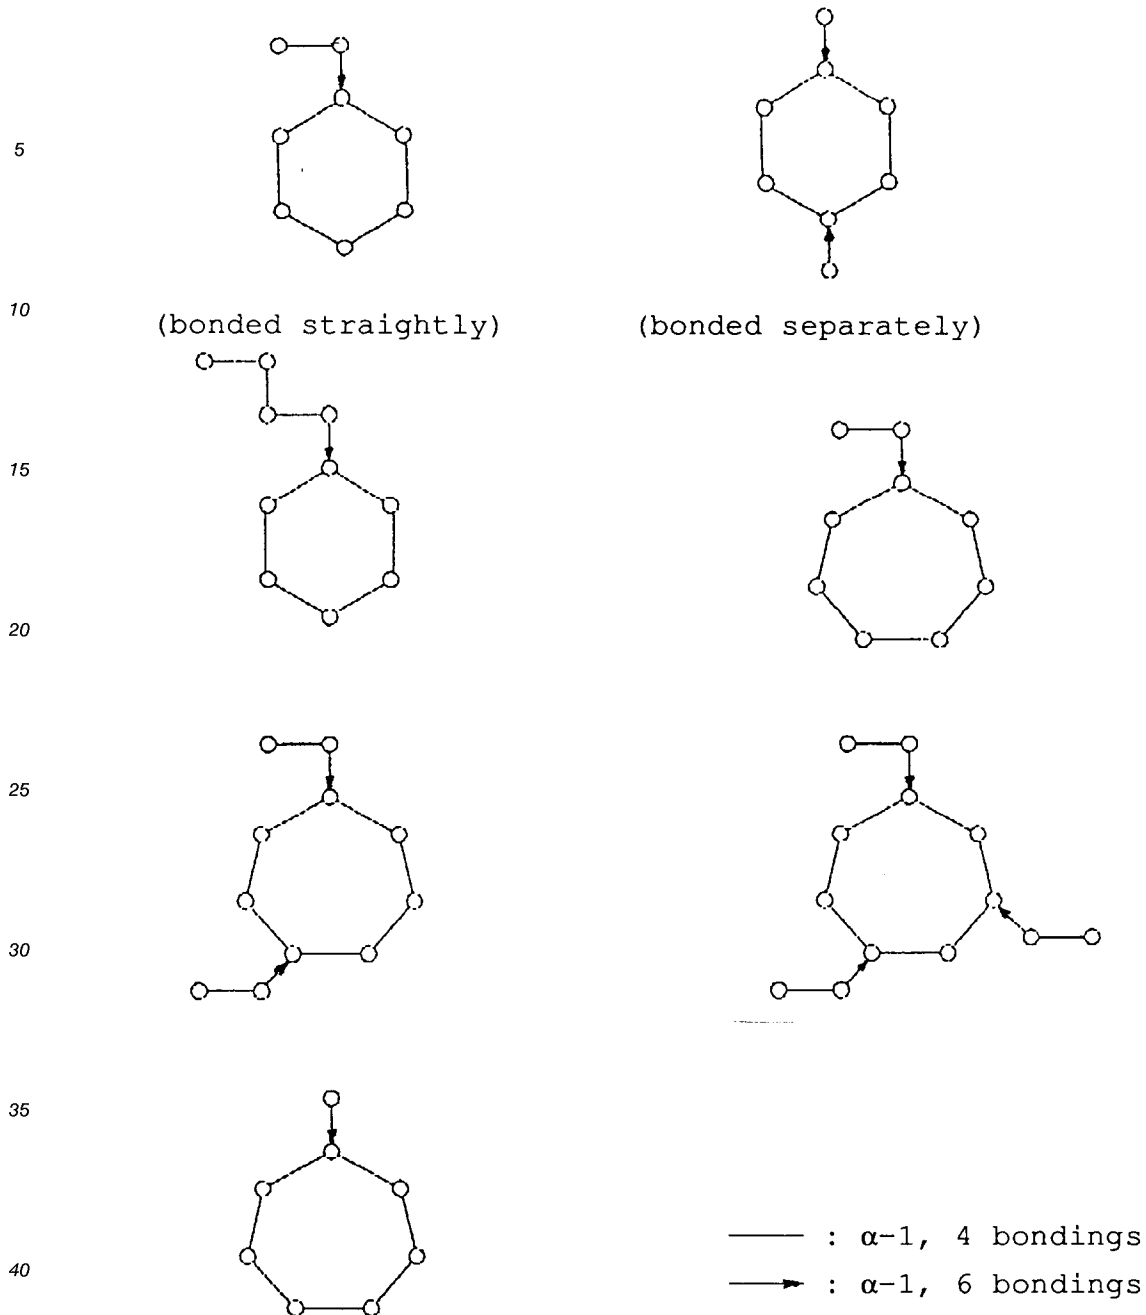 5
10
(bonded straightly) (bonded separately)
15
20
25
30
35
——— : α-1, 4 bondings
40
: α-1, 6 bondings